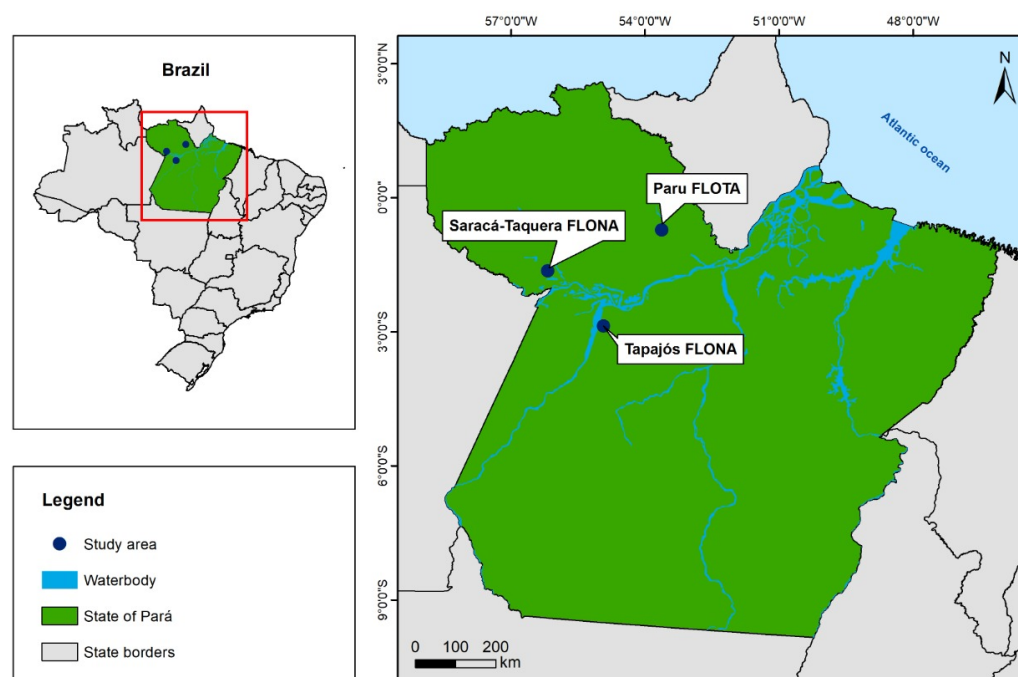 Brazil
Legend
Study area
Waterbody
State of Pará
State borders
57°0'0"W 54°0'0"W 51°0'0"W 48°0'0"W
3°0'0"N
0°0'0"
3°0'0"S
6°0'0"S
9°0'0"S
N
Atlantic ocean
Paru FLOTA
Saracá-Taquera FLONA
Tapajós FLONA
0 100 200
km